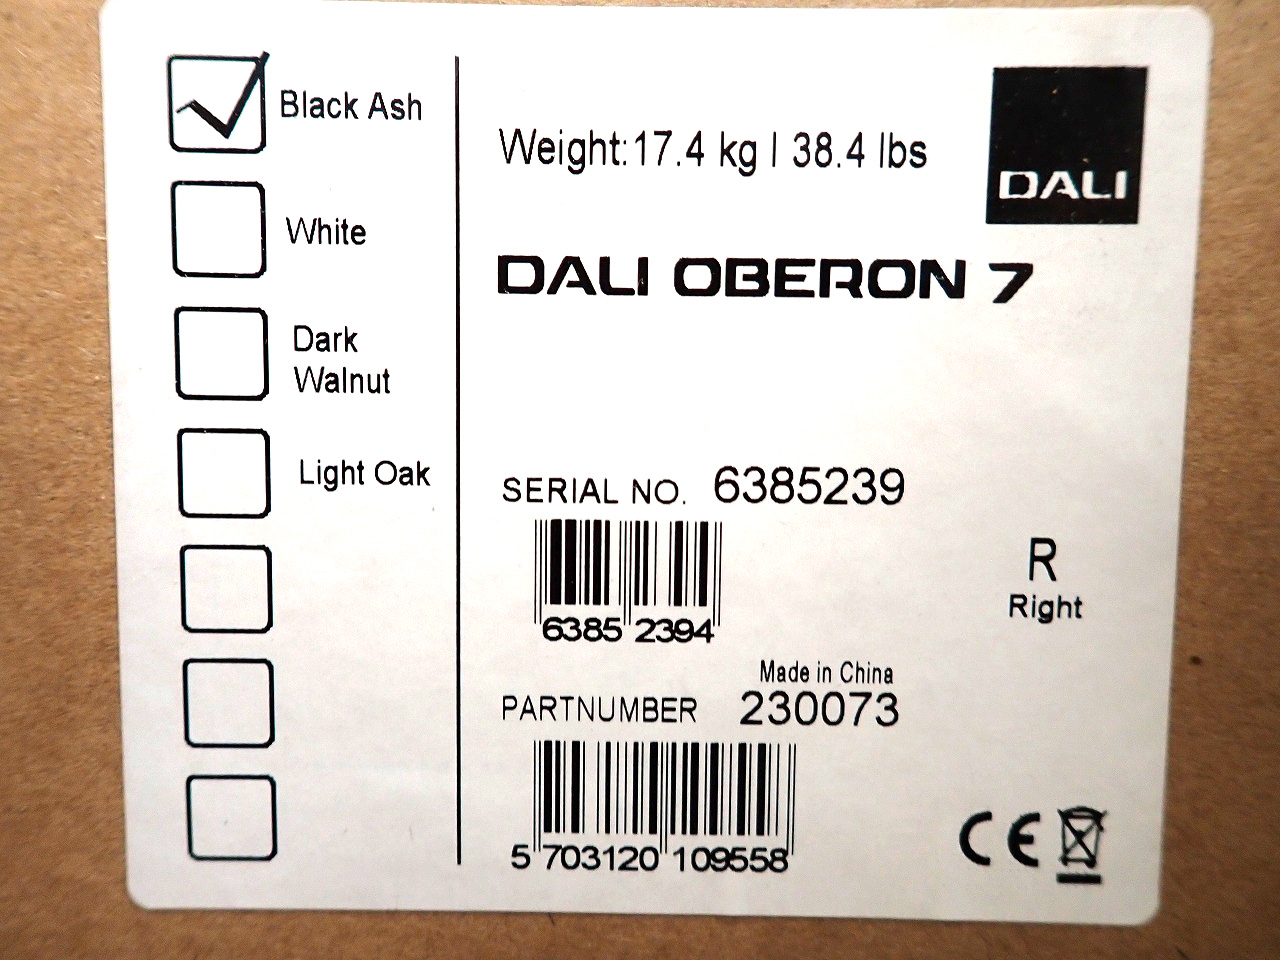 Black Ash
White
Dark
Walnut
Light Oak
Weight:17.4 kg | 38.4 lbs
DALI
DALI OBERON 7
SERIAL NO. 6385239
6385 2394
R
Right
Made in China
PARTNUMBER 230073
5 703120 109558
CE